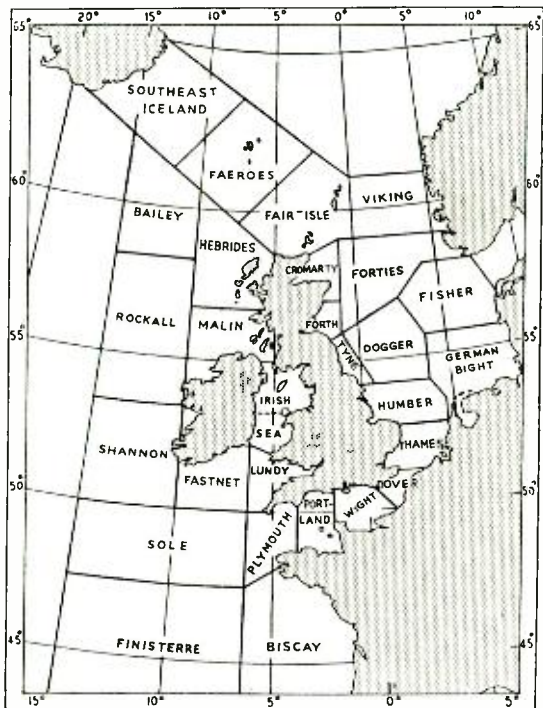 65°
20°
15°
10°
5°
0°
5°
10°
65°
SOUTHEAST
ICELAND
FAEROES
60°
60°
BAILEY
FAIR ISLE
VIKING
HEBRIDES
CROMARTY
FORTIES
FISHER
ROCKALL
MALIN
FORTH
55°
55°
TYNE
DOGGER
GERMAN
BIGHT
IRISH
SEA
HUMBER
SHANNON
THAMES
FASTNET
LUNDY
50°
DOVER
50°
PORT-
LAND
WIGHT
SOLE
PLYMOUTH
45°
45°
FINISTERRE
BISCAY
15°
10°
5°
0°
5°